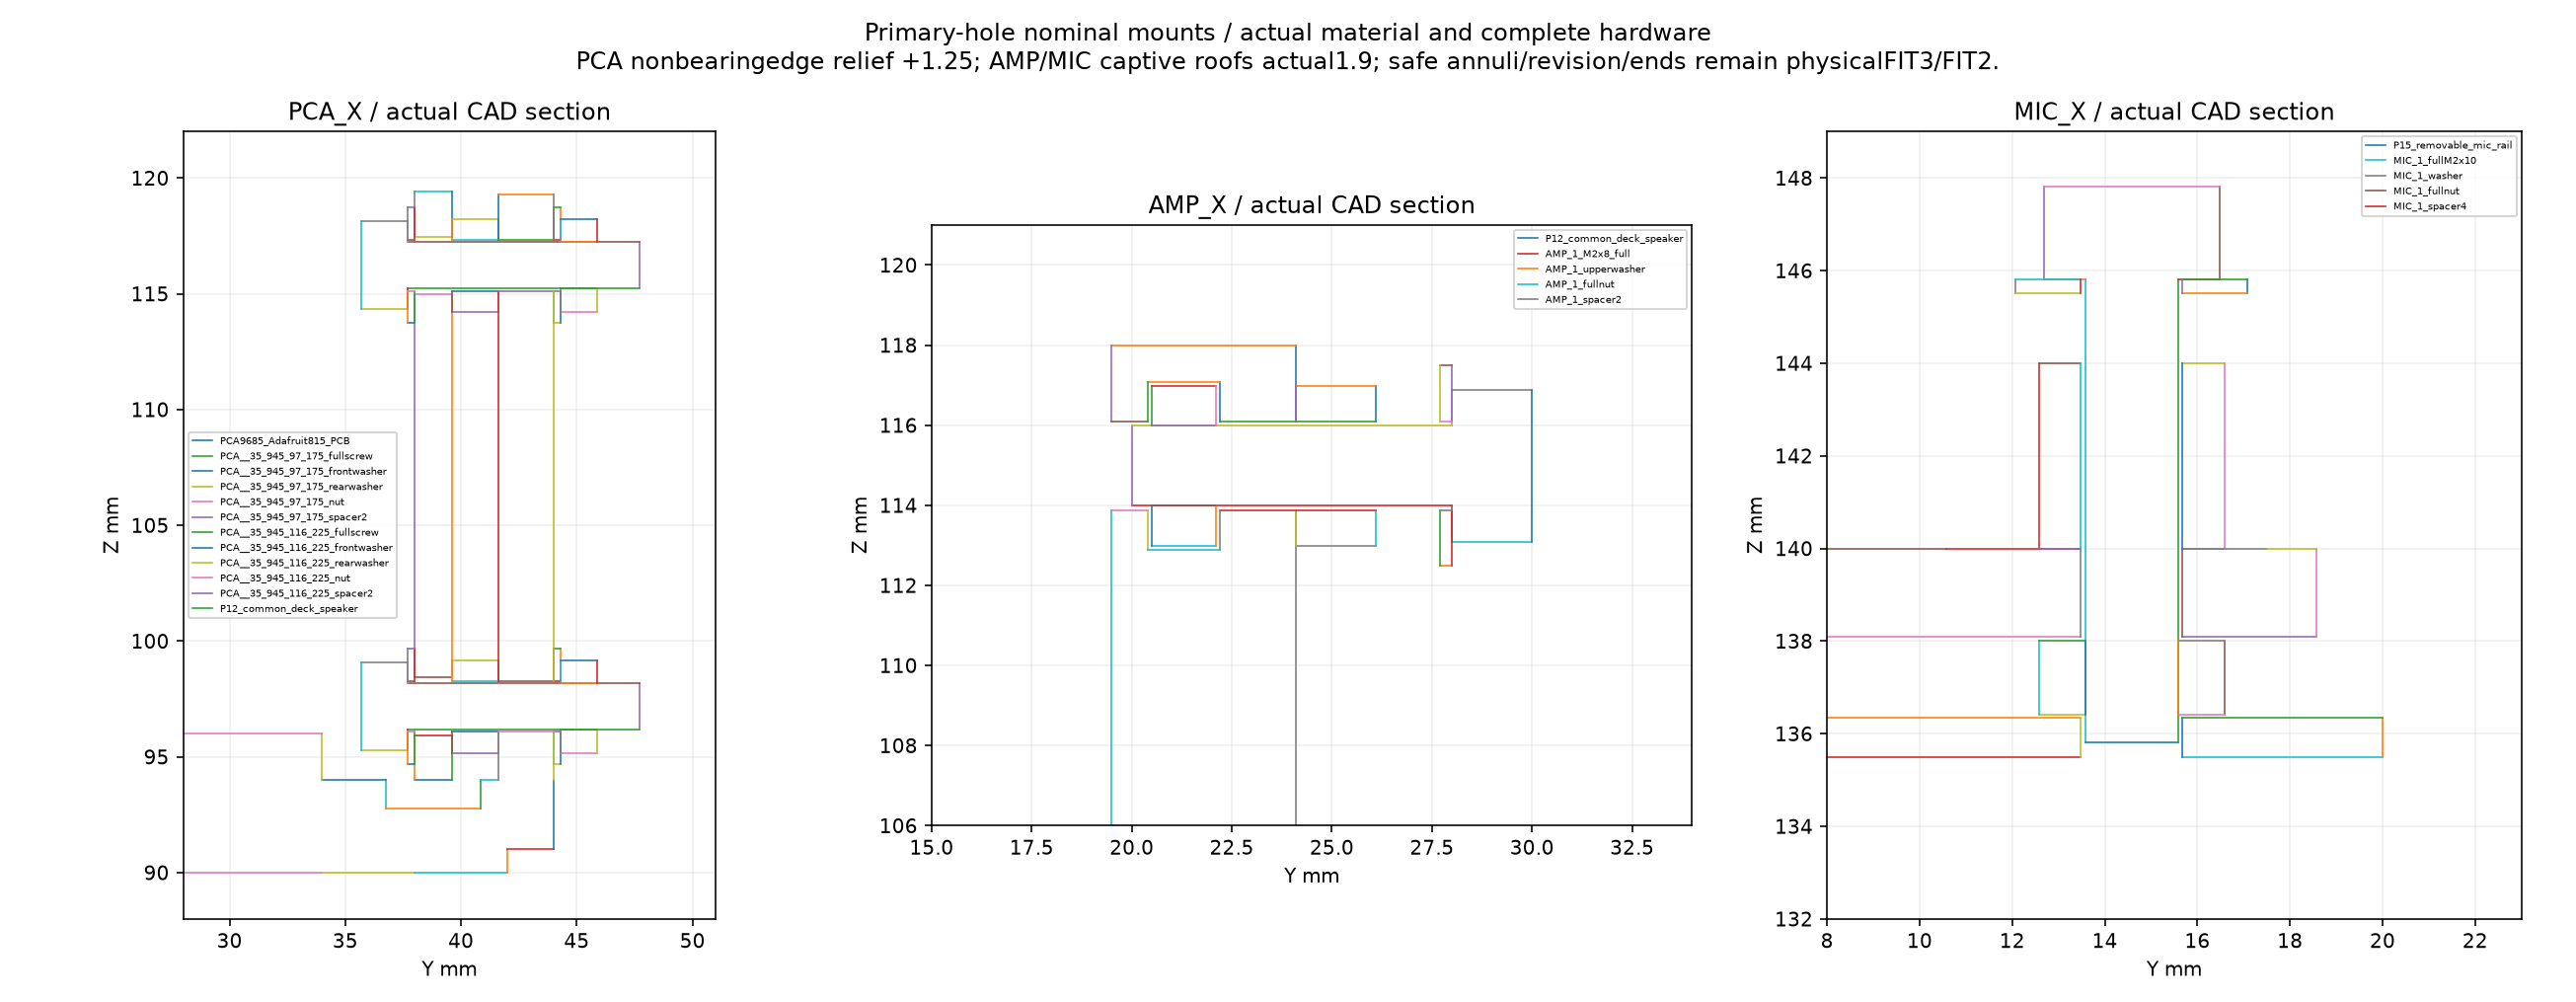 Primary-hole nominal mounts / actual material and complete hardware
PCA nonbearingedge relief +1.25; AMP/MIC captive roofs actual1.9; safe annuli/revision/ends remain physicalFIT3/FIT2.
PCA_X / actual CAD section
120
115
110
105
100
95
90
Z mm
30
35
40
45
50
Y mm
PCA9685_Adafruit815_PCB
PCA__35_945_97_175_fullscrew
PCA__35_945_97_175_frontwasher
PCA__35_945_97_175_rearwasher
PCA__35_945_97_175_nut
PCA__35_945_97_175_spacer2
PCA__35_945_116_225_fullscrew
PCA__35_945_116_225_frontwasher
PCA__35_945_116_225_rearwasher
PCA__35_945_116_225_nut
PCA__35_945_116_225_spacer2
P12_common_deck_speaker
AMP_X / actual CAD section
120
118
116
114
112
110
108
106
Z mm
15.0
17.5
20.0
22.5
25.0
27.5
30.0
32.5
Y mm
P12_common_deck_speaker
AMP_1_M2x8_full
AMP_1_upperwasher
AMP_1_fullnut
AMP_1_spacer2
MIC_X / actual CAD section
148
146
144
142
140
138
136
134
132
Z mm
8
10
12
14
16
18
20
22
Y mm
P15_removable_mic_rail
MIC_1_fullM2x10
MIC_1_washer
MIC_1_fullnut
MIC_1_spacer4